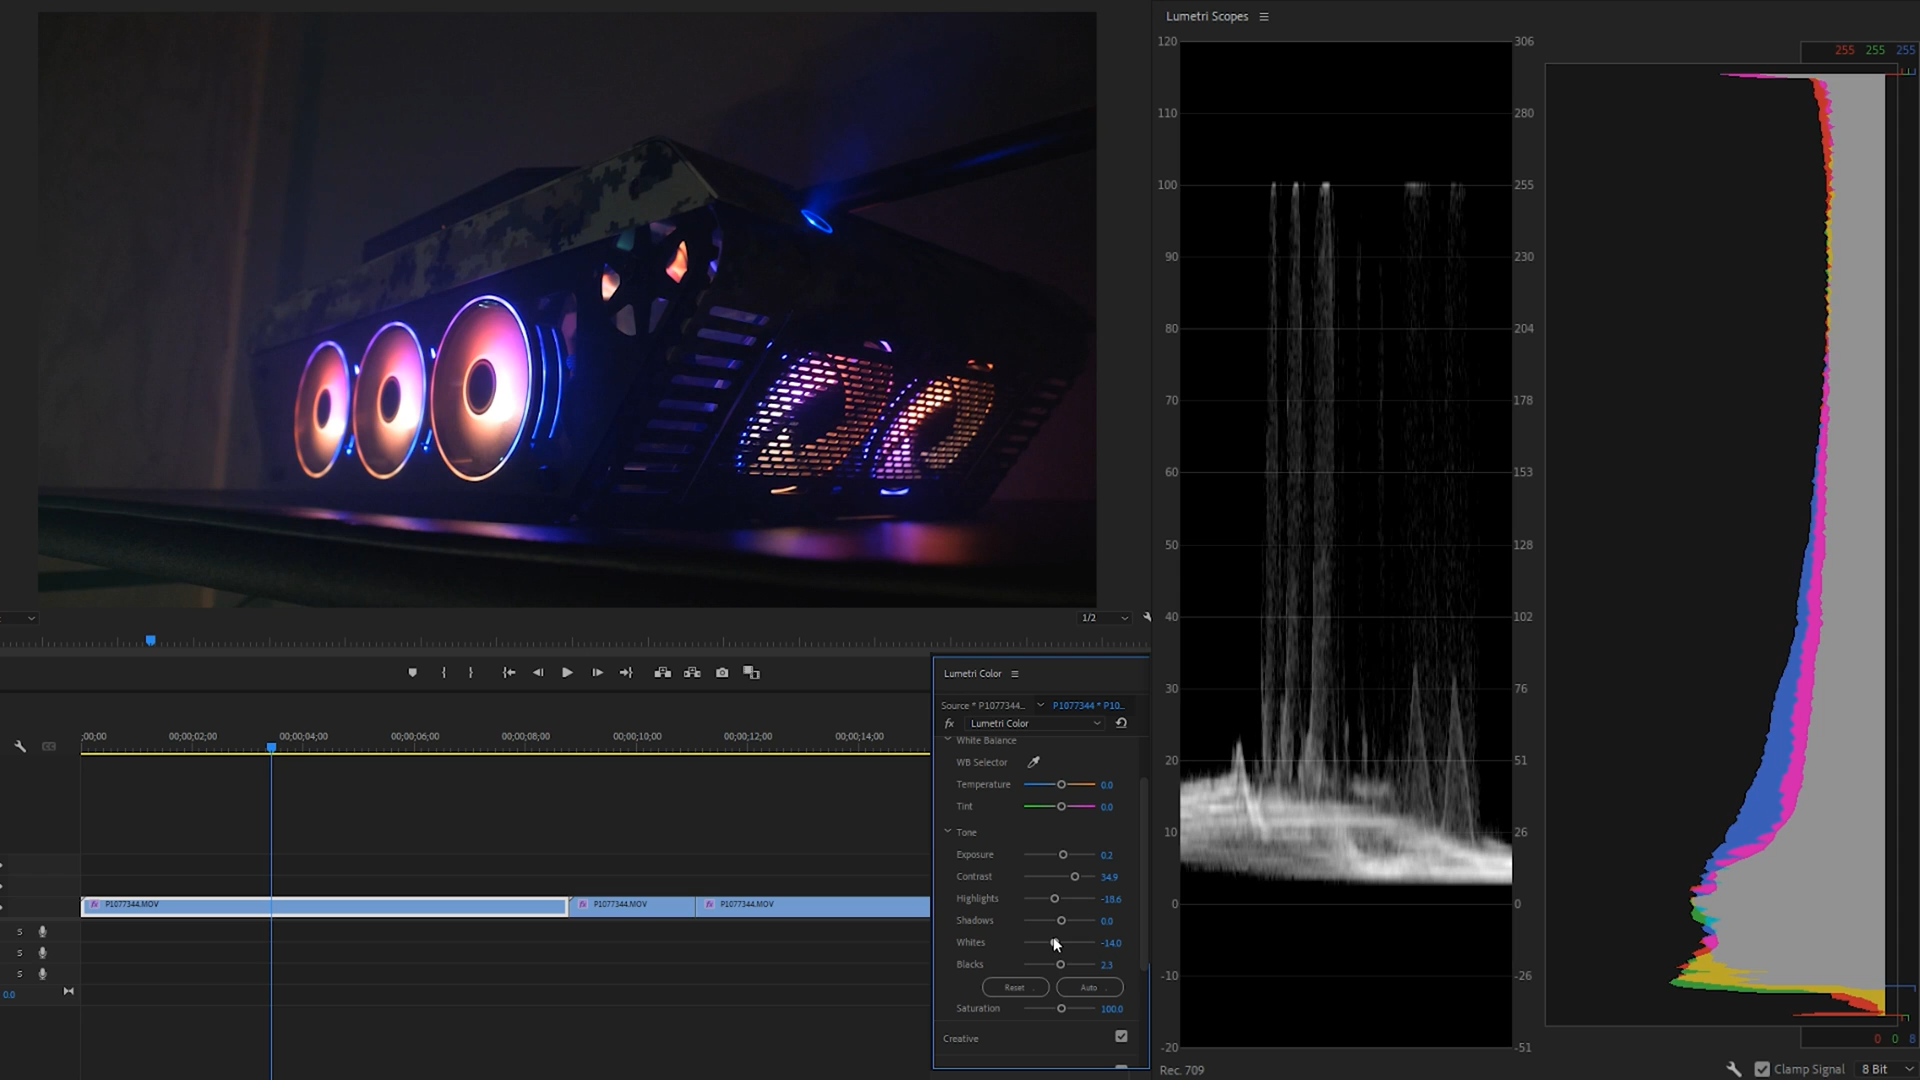 Lumetri Scopes
120 306
255 255 255
110 280
100 255
90 230
80 204
70 178
60 153
50 128
40 102
30 76
20 51
10 26
0 0
-10 -26
-20 -51
0 0 8
Rec. 709
Clamp Signal 8 Bit
1/2
:00;00 00;00;02;00 00;00;04;00 00;00;06;00 00;00;08;00 00;00;10;00 00;00;12;00 00;00;14;00
fx P1077344.MOV fx P1077344.MOV fx P1077344.MOV
S
S
S
0.0
Lumetri Color
Source * P1077344... P1077344 * P10...
fx Lumetri Color
White Balance
WB Selector
Temperature 0.0
Tint 0.0
Tone
Exposure 0.2
Contrast 34.9
Highlights -18.6
Shadows 0.0
Whites -14.0
Blacks 2.3
Reset Auto
Saturation 100.0
Creative